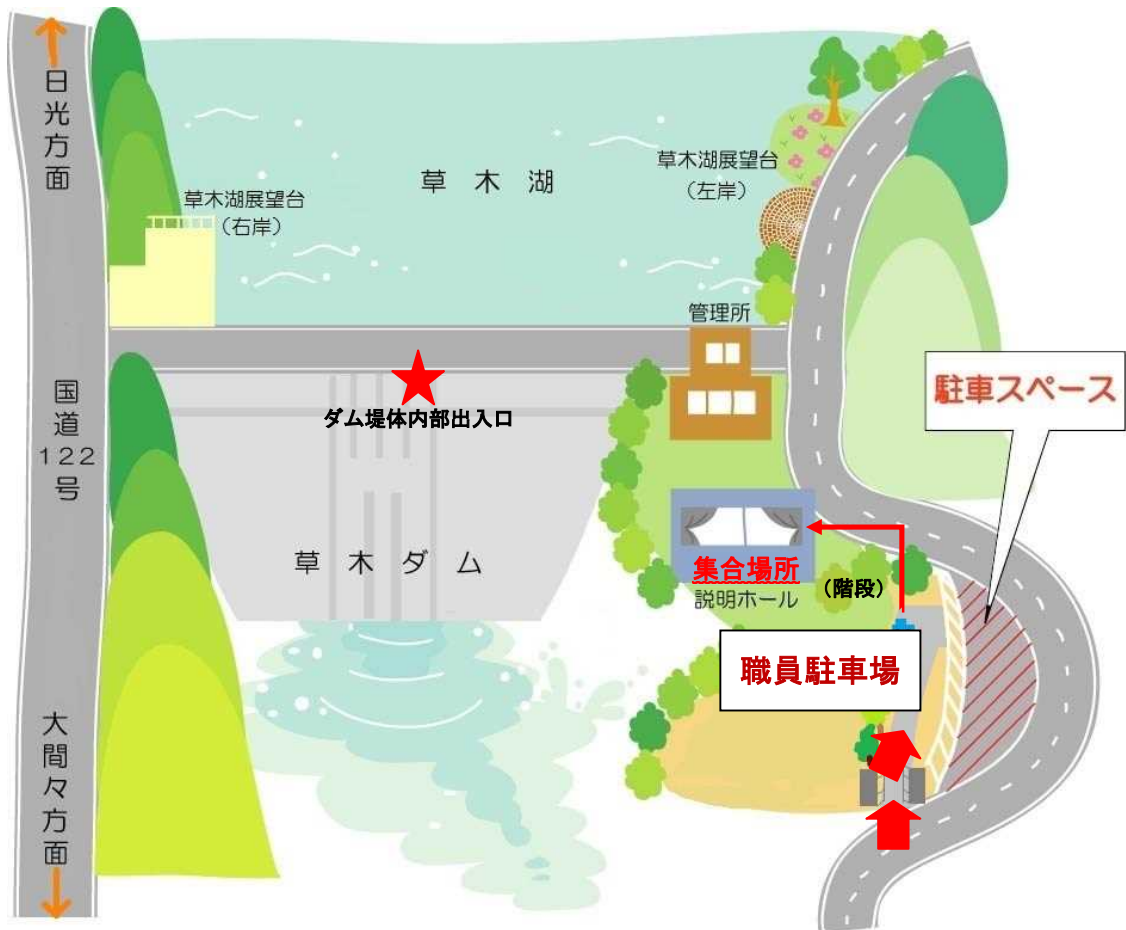 日光方面
草木湖
草木湖展望台
(左岸)
草木湖展望台
(右岸)
管理所
駐車スペース
国道122号
ダム堤体内部出入口
草木ダム
集合場所
説明ホール
(階段)
職員駐車場
大間々方面